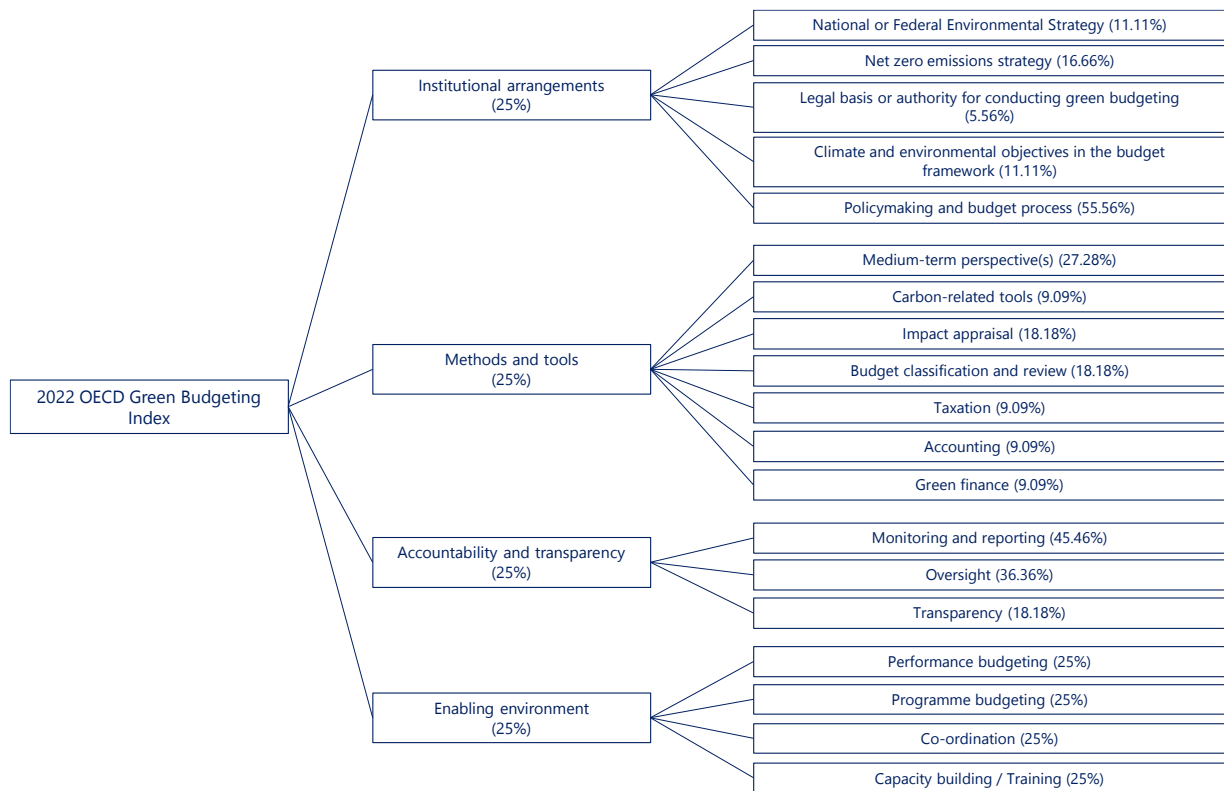 2022 OECD Green Budgeting
Index
Institutional arrangements
(25%)
National or Federal Environmental Strategy (11.11%)
Net zero emissions strategy (16.66%)
Legal basis or authority for conducting green budgeting
(5.56%)
Climate and environmental objectives in the budget
framework (11.11%)
Policymaking and budget process (55.56%)
Methods and tools
(25%)
Medium-term perspective(s) (27.28%)
Carbon-related tools (9.09%)
Impact appraisal (18.18%)
Budget classification and review (18.18%)
Taxation (9.09%)
Accounting (9.09%)
Green finance (9.09%)
Accountability and transparency
(25%)
Monitoring and reporting (45.46%)
Oversight (36.36%)
Transparency (18.18%)
Enabling environment
(25%)
Performance budgeting (25%)
Programme budgeting (25%)
Co-ordination (25%)
Capacity building / Training (25%)